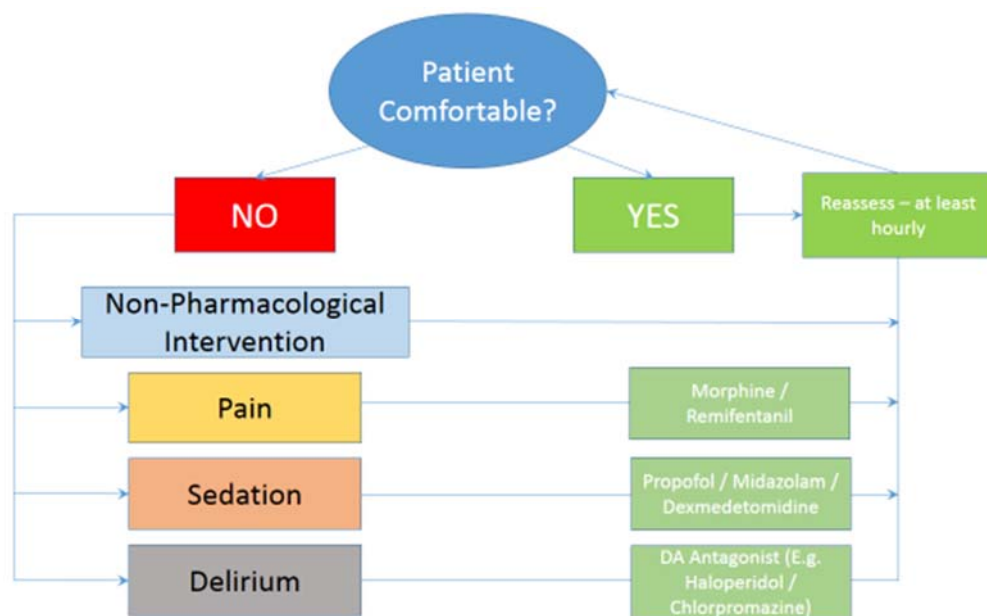 Patient
Comfortable?
NO
YES
Reassess – at least
hourly
Non-Pharmacological
Intervention
Pain
Morphine /
Remifentanil
Sedation
Propofol / Midazolam /
Dexmedetomidine
Delirium
DA Antagonist (E.g.
Haloperidol /
Chlorpromazine)